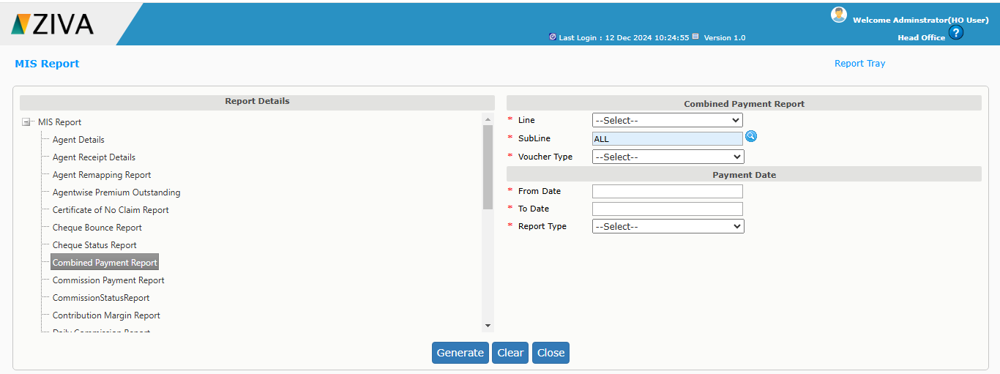 ZIVA
Welcome Adminstrator(HO User)
Last Login : 12 Dec 2024 10:24:55 Version 1.0
Head Office ?
MIS Report
Report Tray
Report Details
MIS Report
Agent Details
Agent Receipt Details
Agent Remapping Report
Agentwise Premium Outstanding
Certificate of No Claim Report
Cheque Bounce Report
Cheque Status Report
Combined Payment Report
Commission Payment Report
CommissionStatusReport
Contribution Margin Report
Daily Commission Report
Combined Payment Report
* Line --Select--
* SubLine ALL
* Voucher Type --Select--
Payment Date
* From Date
* To Date
* Report Type --Select--
Generate Clear Close